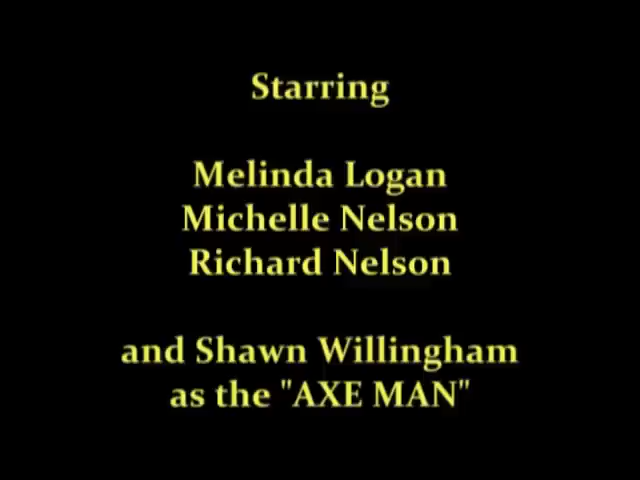 Starring
Melinda Logan
Michelle Nelson
Richard Nelson
and Shawn Willingham
as the "AXE MAN"